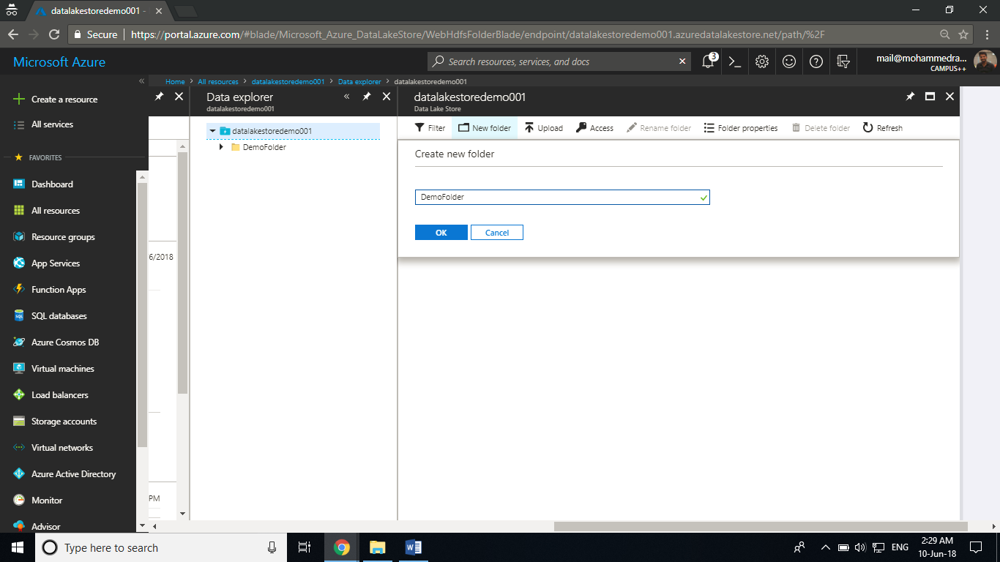 datalakestoredemo001 -
Secure
https://portal.azure.com/#blade/Microsoft_Azure_DataLakeStore/WebHdfsFolderBlade/endpoint/datalakestoredemo001.azuredatalakestore.net/path/%2F
Microsoft Azure
Search resources, services, and docs
3
mail@mohammedra...
CAMPUS++
Home > All resources > datalakestoredemo001 > Data explorer > datalakestoredemo001
Create a resource
All services
FAVORITES
Dashboard
All resources
Resource groups
App Services
Function Apps
SQL databases
Azure Cosmos DB
Virtual machines
Load balancers
Storage accounts
Virtual networks
Azure Active Directory
Monitor
Advisor
6/2018
PM
Data explorer
datalakestoredemo001
datalakestoredemo001
DemoFolder
datalakestoredemo001
Data Lake Store
Filter New folder Upload Access Rename folder Folder properties Delete folder Refresh
Create new folder
DemoFolder
OK Cancel
Type here to search
ENG
2:29 AM
10-Jun-18